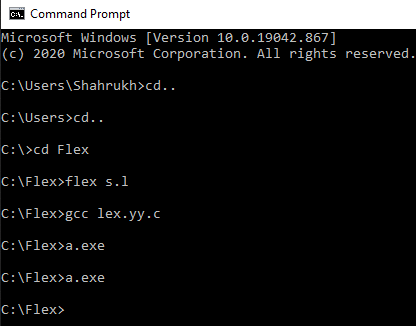 Command Prompt
Microsoft Windows [Version 10.0.19042.867]
(c) 2020 Microsoft Corporation. All rights reserved.
C:\Users\Shahrukh>cd..
C:\Users>cd..
C:\>cd Flex
C:\Flex>flex s.l
C:\Flex>gcc lex.yy.c
C:\Flex>a.exe
C:\Flex>a.exe
C:\Flex>